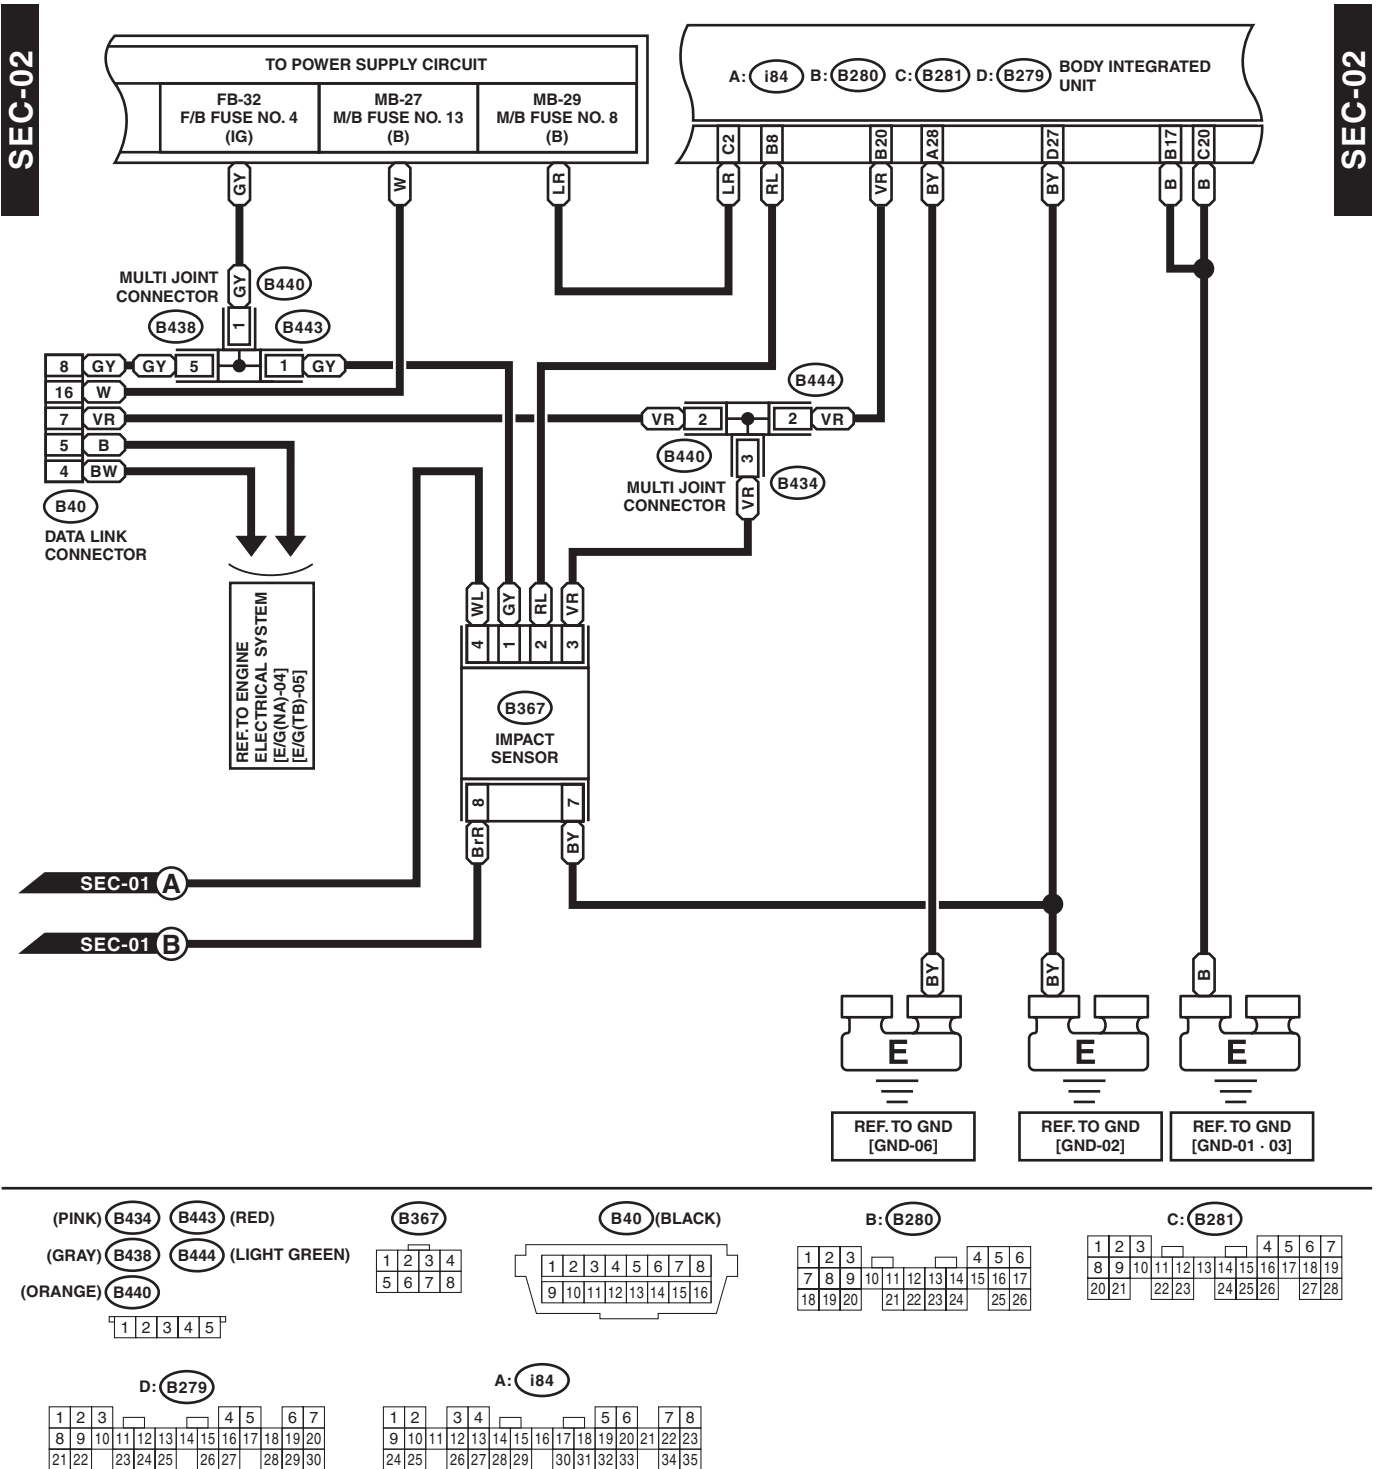 SEC-02
SEC-02
TO POWER SUPPLY CIRCUIT
FB-32
F/B FUSE NO. 4
(IG)
MB-27
M/B FUSE NO. 13
(B)
MB-29
M/B FUSE NO. 8
(B)
A: i84 B: B280 C: B281 D: B279
BODY INTEGRATED
UNIT
C2 B8 B20 A28 D27 B17 C20
GY W LR LR RL VR BY BY B B
MULTI JOINT
CONNECTOR
GY
B440
1
B438
B443
8 GY GY 5 1 GY
16 W
7 VR
5 B
4 BW
B40
DATA LINK
CONNECTOR
B444
VR 2 2 VR
B440
3
B434
MULTI JOINT
CONNECTOR
VR
REF. TO ENGINE
ELECTRICAL SYSTEM
[E/G(NA)-04]
[E/G(TB)-05]
WL GY RL VR
4 1 2 3
B367
IMPACT
SENSOR
8 7
BrR BY
SEC-01 A
SEC-01 B
BY BY B
E E E
REF. TO GND
[GND-06]
REF. TO GND
[GND-02]
REF. TO GND
[GND-01 · 03]
(PINK) B434 B443 (RED)
(GRAY) B438 B444 (LIGHT GREEN)
(ORANGE) B440
1 2 3 4 5
B367
1 2 3 4
5 6 7 8
B40 (BLACK)
1 2 3 4 5 6 7 8
9 10 11 12 13 14 15 16
B: B280
1 2 3 4 5 6
7 8 9 10 11 12 13 14 15 16 17
18 19 20 21 22 23 24 25 26
C: B281
1 2 3 4 5 6 7
8 9 10 11 12 13 14 15 16 17 18 19
20 21 22 23 24 25 26 27 28
D: B279
1 2 3 4 5 6 7
8 9 10 11 12 13 14 15 16 17 18 19 20
21 22 23 24 25 26 27 28 29 30
A: i84
1 2 3 4 5 6 7 8
9 10 11 12 13 14 15 16 17 18 19 20 21 22 23
24 25 26 27 28 29 30 31 32 33 34 35